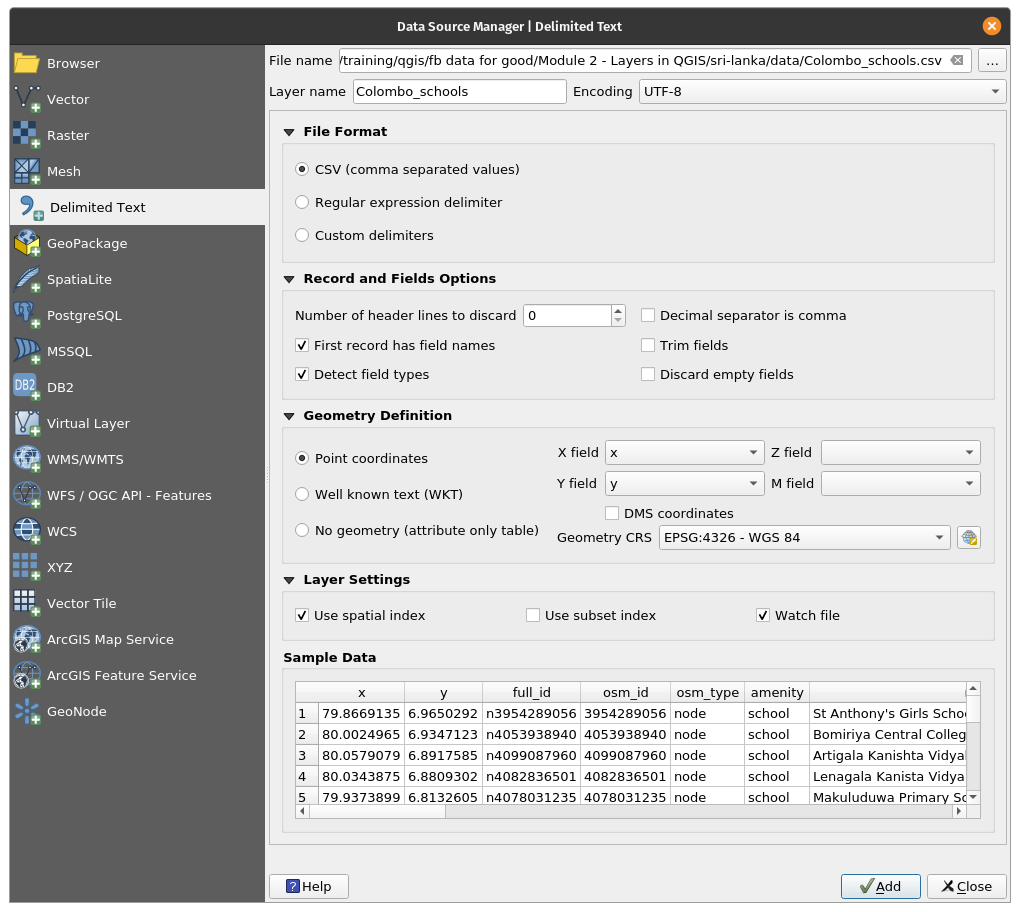 Data Source Manager | Delimited Text
Browser
Vector
Raster
Mesh
Delimited Text
GeoPackage
SpatiaLite
PostgreSQL
MSSQL
DB2 DB2
Virtual Layer
WMS/WMTS
WFS / OGC API - Features
WCS
XYZ
Vector Tile
ArcGIS Map Service
ArcGIS Feature Service
GeoNode
File name /training/qgis/fb data for good/Module 2 - Layers in QGIS/sri-lanka/data/Colombo_schools.csv ...
Layer name Colombo_schools Encoding UTF-8
File Format
CSV (comma separated values)
Regular expression delimiter
Custom delimiters
Record and Fields Options
Number of header lines to discard 0 Decimal separator is comma
First record has field names Trim fields
Detect field types Discard empty fields
Geometry Definition
Point coordinates X field x Z field
Well known text (WKT) Y field y M field
DMS coordinates
No geometry (attribute only table) Geometry CRS EPSG:4326 - WGS 84
Layer Settings
Use spatial index Use subset index Watch file
Sample Data
x y full_id osm_id osm_type amenity
1 79.8669135 6.9650292 n3954289056 3954289056 node school St Anthony's Girls Schoo
2 80.0024965 6.9347123 n4053938940 4053938940 node school Bomiriya Central Colleg
3 80.0579079 6.8917585 n4099087960 4099087960 node school Artigala Kanishta Vidya
4 80.0343875 6.8809302 n4082836501 4082836501 node school Lenagala Kanista Vidya
5 79.9373899 6.8132605 n4078031235 4078031235 node school Makuluduwa Primary Sc
? Help Add Close